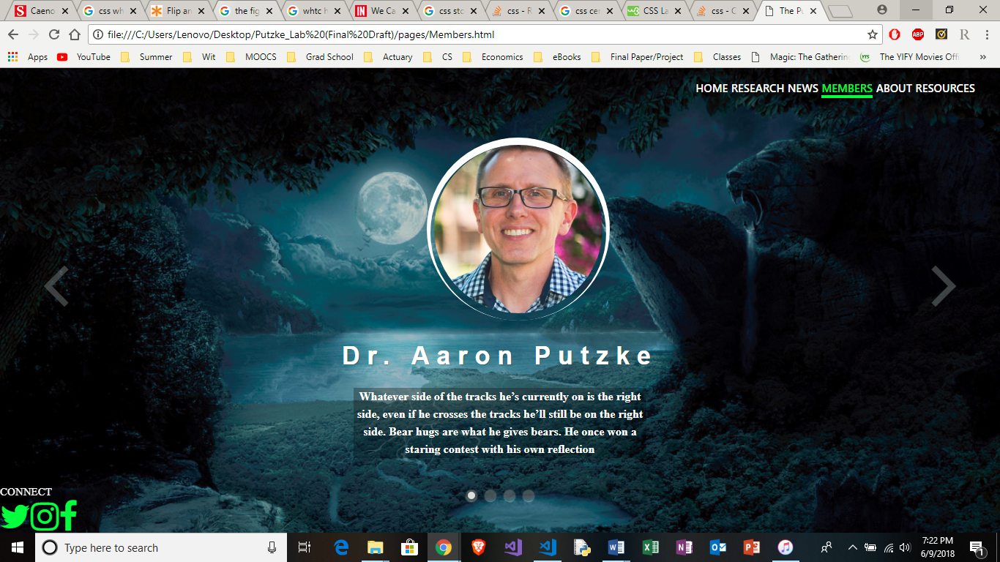 Caeno
css wh
Flip an
the fig
whtc h
We Ca
css sto
css - R
css cer
CSS La
css - C
The Pu
file:///C:/Users/Lenovo/Desktop/Putzke_Lab%20(Final%20Draft)/pages/Members.html
Apps YouTube Summer Wit MOOCS Grad School Actuary CS Economics eBooks Final Paper/Project Classes Magic: The Gatherin The YIFY Movies Offi »
HOME RESEARCH NEWS MEMBERS ABOUT RESOURCES
Dr. Aaron Putzke
Whatever side of the tracks he’s currently on is the right
side, even if he crosses the tracks he’ll still be on the right
side. Bear hugs are what he gives bears. He once won a
staring contest with his own reflection
CONNECT
Type here to search
7:22 PM
6/9/2018
1